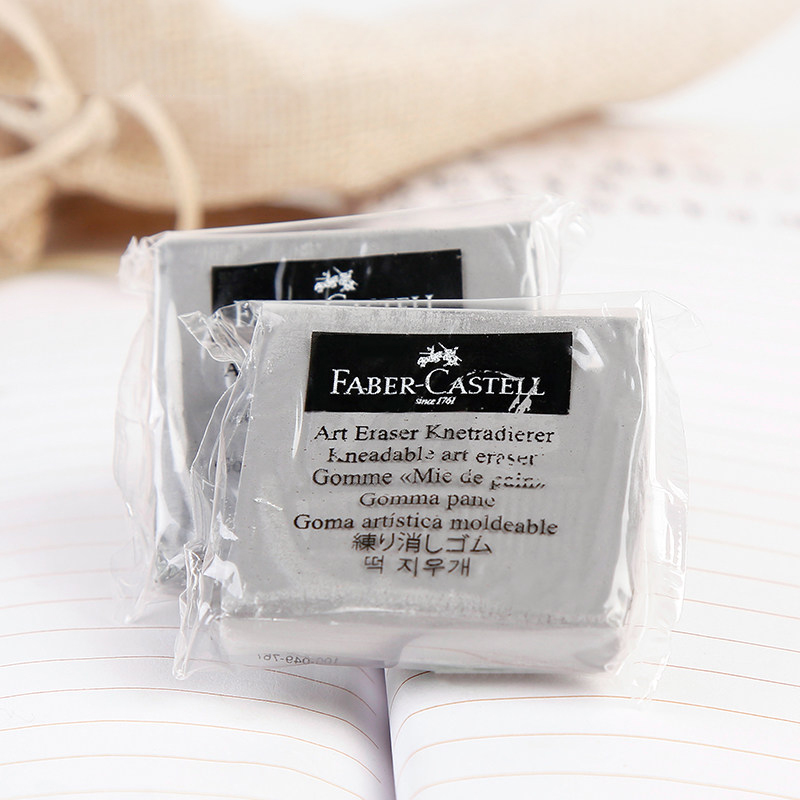 FABER-CASTELL
since 1761
Art Eraser Knetradierer
Kneadable art eraser
Gomme «Mie de pain»
Gomma pane
Goma artística moldeable
練り消しゴム
떡 지우개